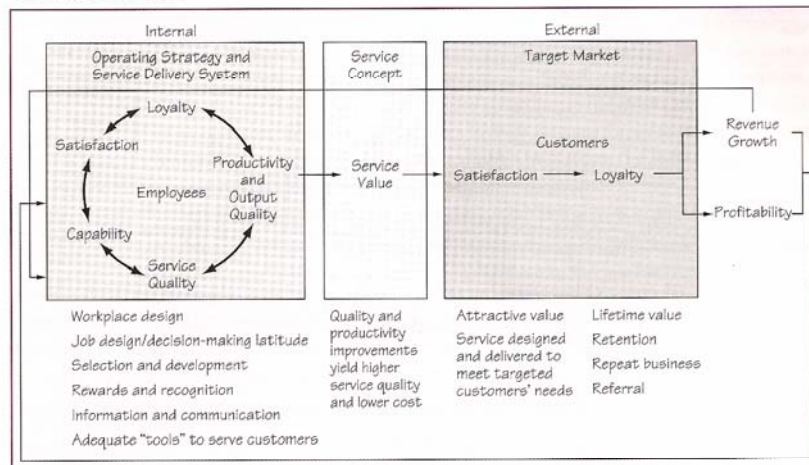 Internal
External
Operating Strategy and
Service Delivery System
Service
Concept
Target Market
Loyalty
Satisfaction
Productivity
and
Output
Quality
Employees
Capability
Service
Quality
Service
Value
Customers
Satisfaction
Loyalty
Revenue
Growth
Profitability
Workplace design
Job design/decision-making latitude
Selection and development
Rewards and recognition
Information and communication
Adequate "tools" to serve customers
Quality and
productivity
improvements
yield higher
service quality
and lower cost
Attractive value
Service designed
and delivered to
meet targeted
customers' needs
Lifetime value
Retention
Repeat business
Referral